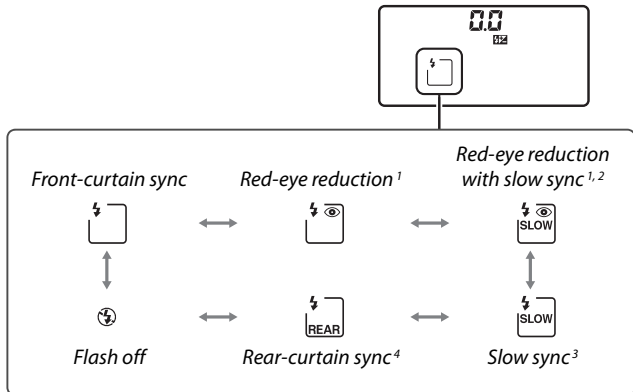 0.0
Red-eye reduction
Front-curtain sync Red-eye reduction 1 with slow sync 1, 2
SLOW
REAR SLOW
Flash off Rear-curtain sync 4 Slow sync 3